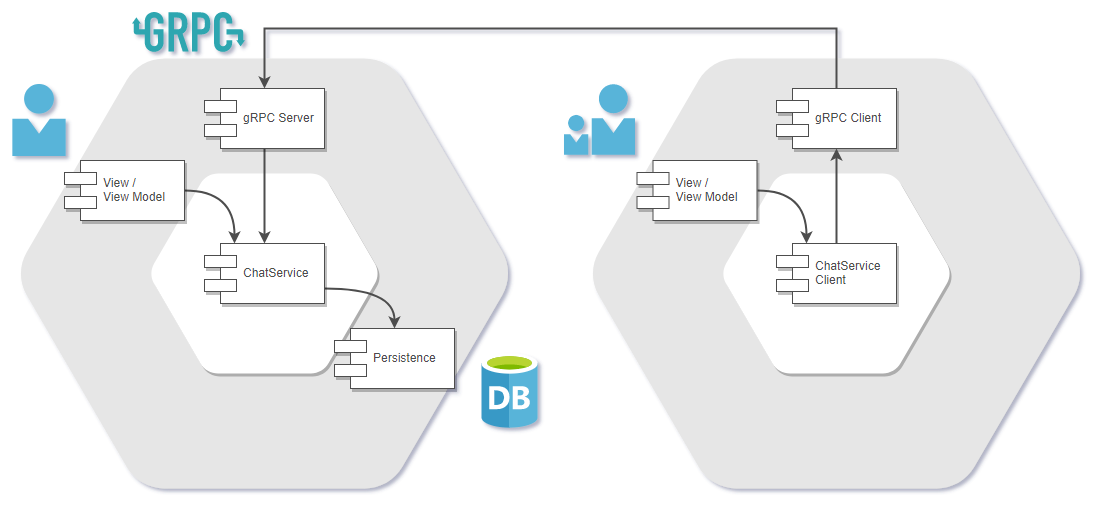 GRPC
gRPC Server
View /
View Model
ChatService
Persistence
DB
gRPC Client
View /
View Model
ChatService
Client